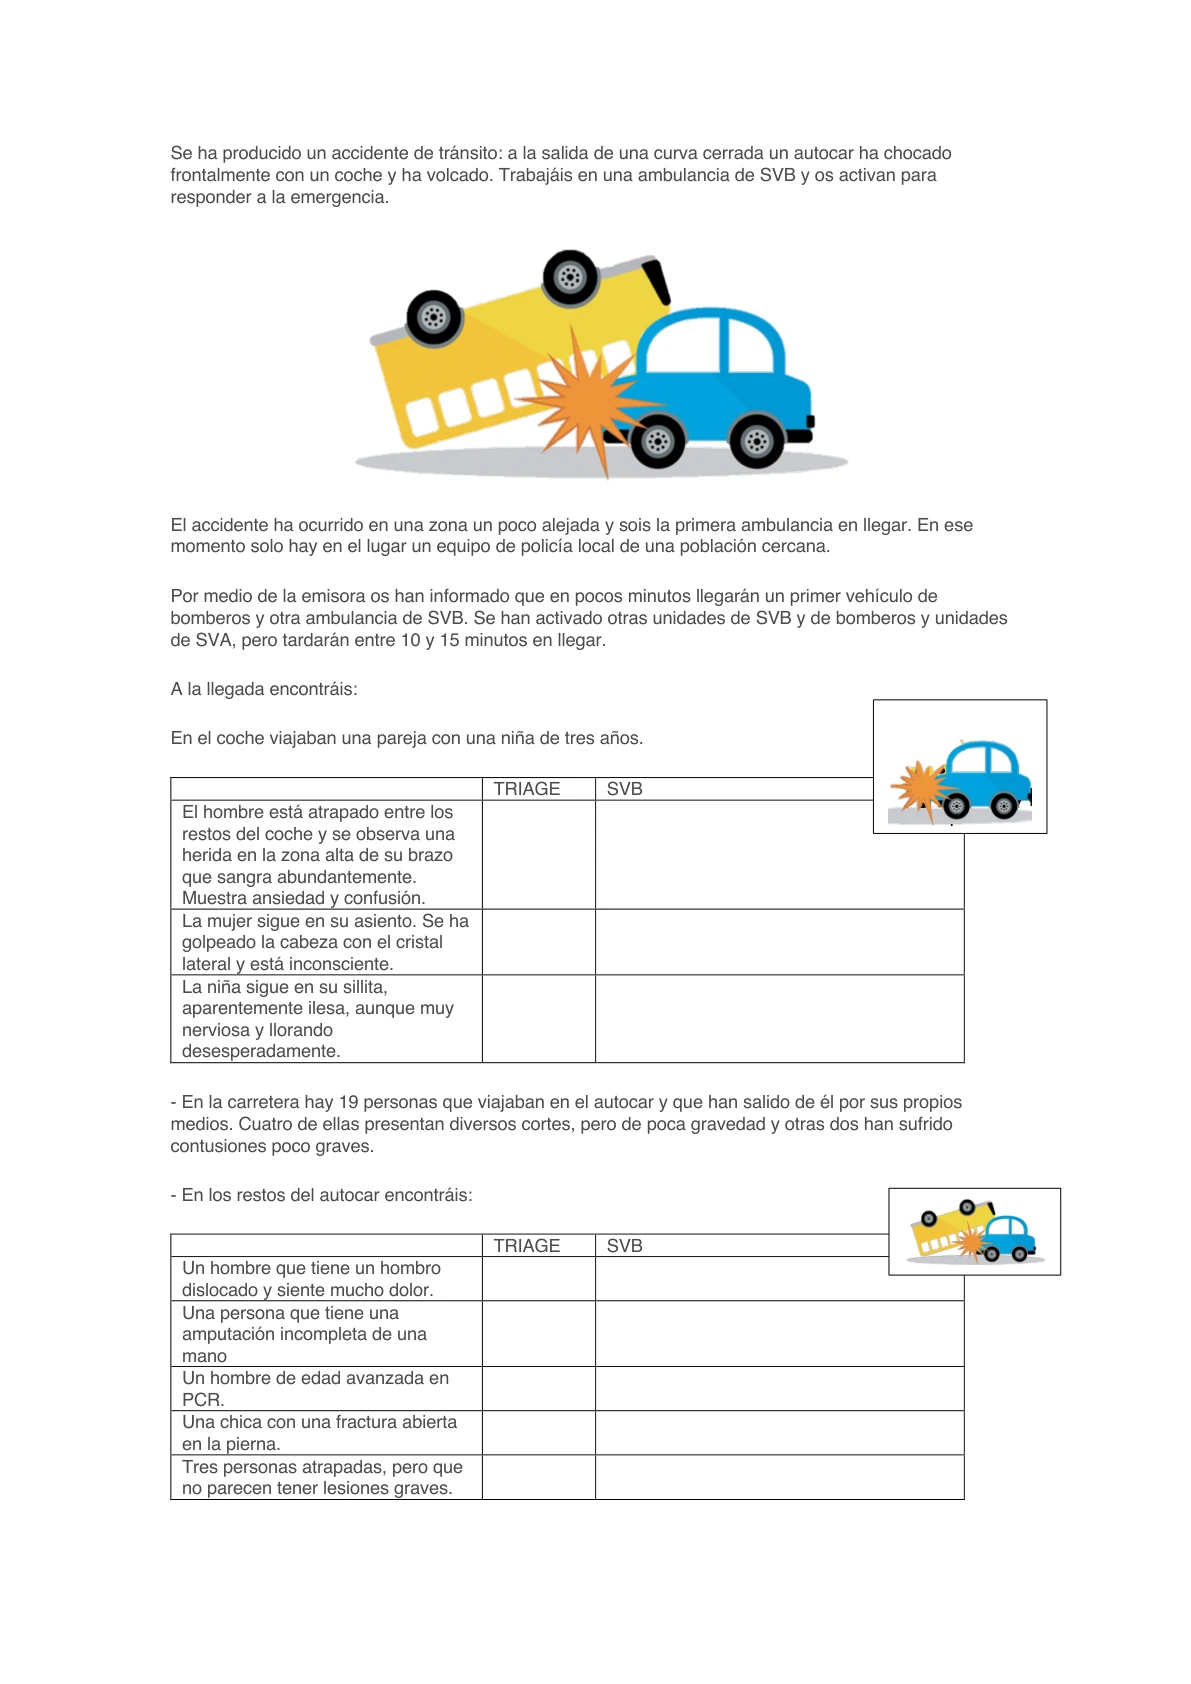 Se ha producido un accidente de tránsito: a la salida de una curva cerrada un autocar ha chocado
frontalmente con un coche y ha volcado. Trabajáis en una ambulancia de SVB y os activan para
responder a la emergencia.
El accidente ha ocurrido en una zona un poco alejada y sois la primera ambulancia en llegar. En ese
momento solo hay en el lugar un equipo de policía local de una población cercana.
Por medio de la emisora os han informado que en pocos minutos llegarán un primer vehículo de
bomberos y otra ambulancia de SVB. Se han activado otras unidades de SVB y de bomberos y unidades
de SVA, pero tardarán entre 10 y 15 minutos en llegar.
A la llegada encontráis:
En el coche viajaban una pareja con una niña de tres años.
TRIAGE SVB
El hombre está atrapado entre los
restos del coche y se observa una
herida en la zona alta de su brazo
que sangra abundantemente.
Muestra ansiedad y confusión.
La mujer sigue en su asiento. Se ha
golpeado la cabeza con el cristal
lateral y está inconsciente.
La niña sigue en su sillita,
aparentemente ilesa, aunque muy
nerviosa y llorando
desesperadamente.
- En la carretera hay 19 personas que viajaban en el autocar y que han salido de él por sus propios
medios. Cuatro de ellas presentan diversos cortes, pero de poca gravedad y otras dos han sufrido
contusiones poco graves.
- En los restos del autocar encontráis:
TRIAGE SVB
Un hombre que tiene un hombro
dislocado y siente mucho dolor.
Una persona que tiene una
amputación incompleta de una
mano
Un hombre de edad avanzada en
PCR.
Una chica con una fractura abierta
en la pierna.
Tres personas atrapadas, pero que
no parecen tener lesiones graves.